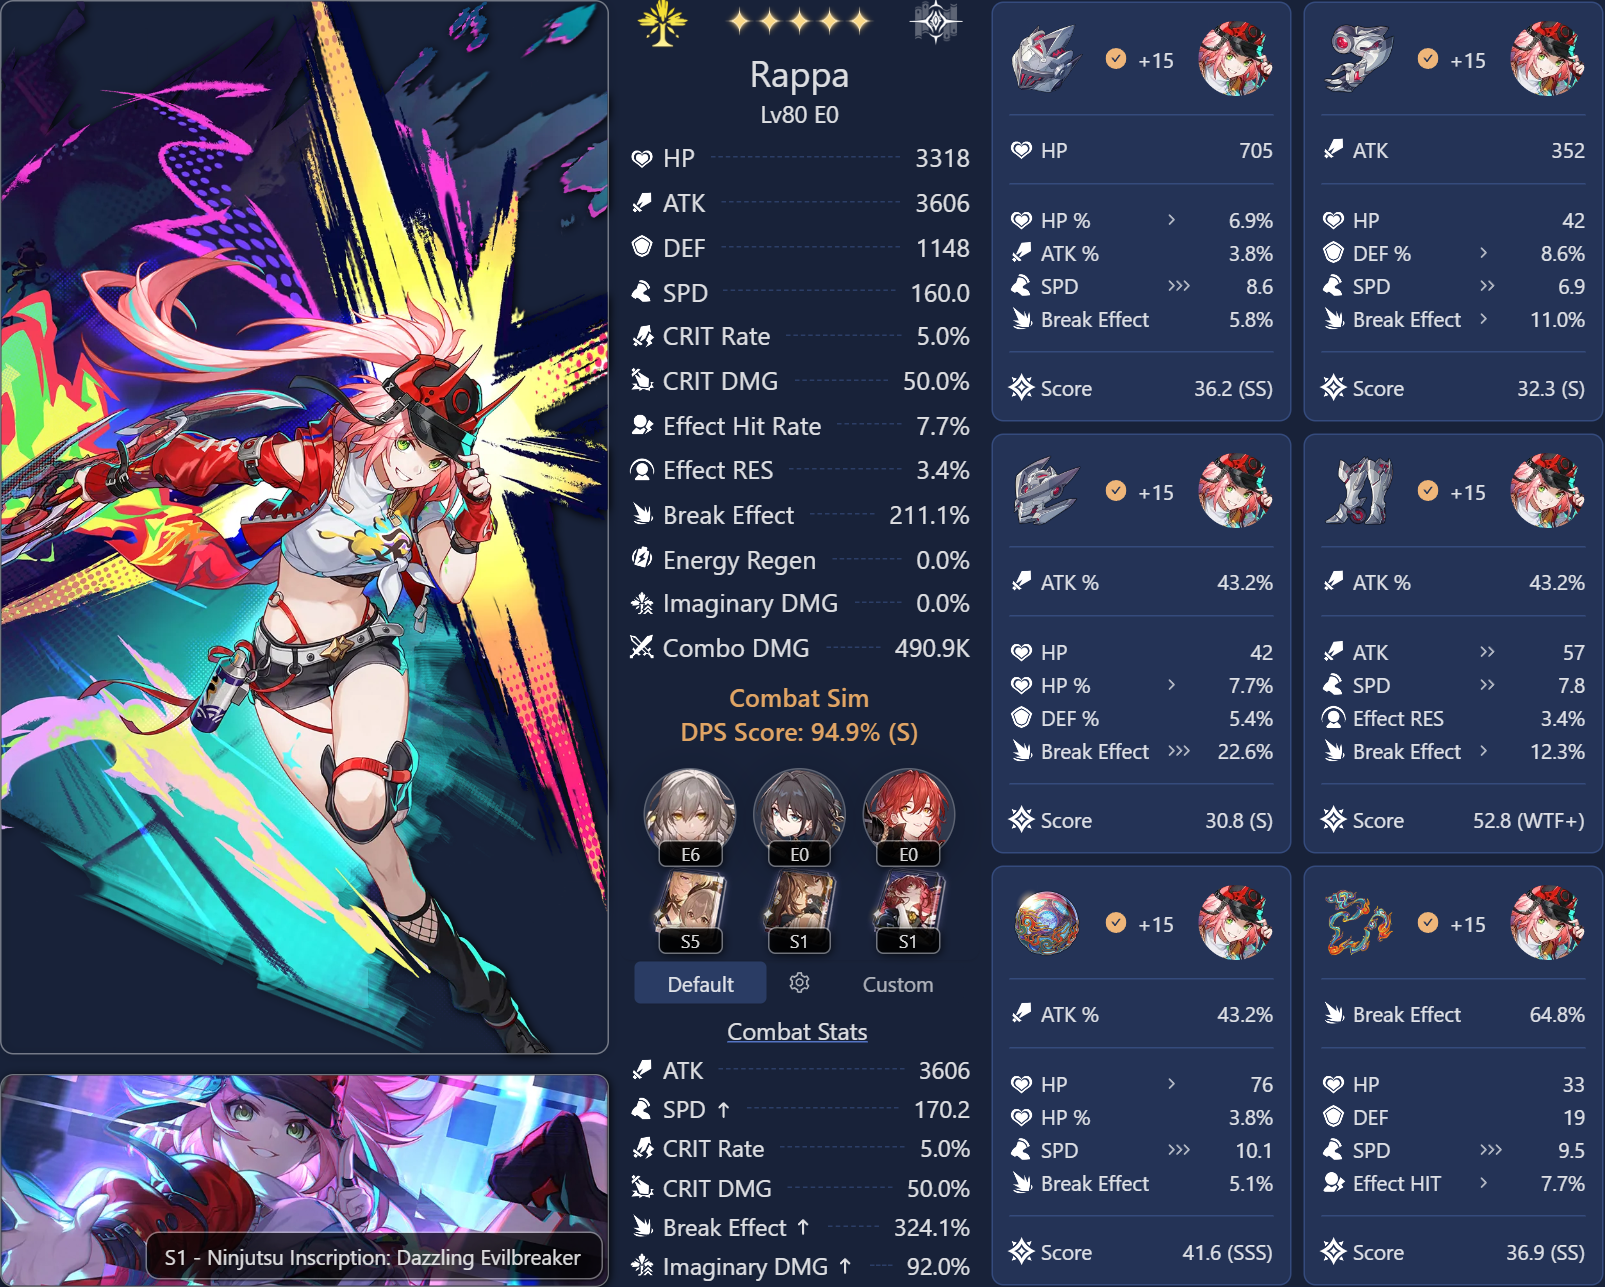 Rappa
Lv80 E0
HP 3318
ATK 3606
DEF 1148
SPD 160.0
CRIT Rate 5.0%
CRIT DMG 50.0%
Effect Hit Rate 7.7%
Effect RES 3.4%
Break Effect 211.1%
Energy Regen 0.0%
Imaginary DMG 0.0%
Combo DMG 490.9K
Combat Sim
DPS Score: 94.9% (S)
E6 E0 E0
S5 S1 S1
Default Custom
Combat Stats
ATK 3606
SPD ↑ 170.2
CRIT Rate 5.0%
CRIT DMG 50.0%
Break Effect ↑ 324.1%
Imaginary DMG ↑ 92.0%
S1 - Ninjutsu Inscription: Dazzling Evilbreaker
+15
HP 705
HP % > 6.9%
ATK % 3.8%
SPD >>> 8.6
Break Effect 5.8%
Score 36.2 (SS)
+15
ATK 352
HP 42
DEF % > 8.6%
SPD >> 6.9
Break Effect > 11.0%
Score 32.3 (S)
+15
ATK % 43.2%
HP 42
HP % > 7.7%
DEF % 5.4%
Break Effect >>> 22.6%
Score 30.8 (S)
+15
ATK % 43.2%
ATK >> 57
SPD >> 7.8
Effect RES 3.4%
Break Effect > 12.3%
Score 52.8 (WTF+)
+15
ATK % 43.2%
HP > 76
HP % 3.8%
SPD >>> 10.1
Break Effect 5.1%
Score 41.6 (SSS)
+15
Break Effect 64.8%
HP 33
DEF 19
SPD >>> 9.5
Effect HIT > 7.7%
Score 36.9 (SS)